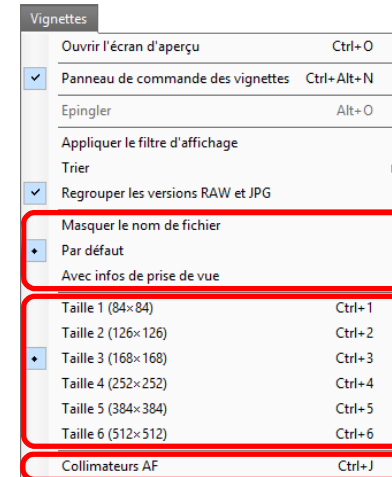 Vignettes
Ouvrir l'écran d'aperçu Ctrl+O
Panneau de commande des vignettes Ctrl+Alt+N
Epingler Alt+O
Appliquer le filtre d'affichage
Trier
Regrouper les versions RAW et JPG
Masquer le nom de fichier
Par défaut
Avec infos de prise de vue
Taille 1 (84×84) Ctrl+1
Taille 2 (126×126) Ctrl+2
Taille 3 (168×168) Ctrl+3
Taille 4 (252×252) Ctrl+4
Taille 5 (384×384) Ctrl+5
Taille 6 (512×512) Ctrl+6
Collimateurs AF Ctrl+J